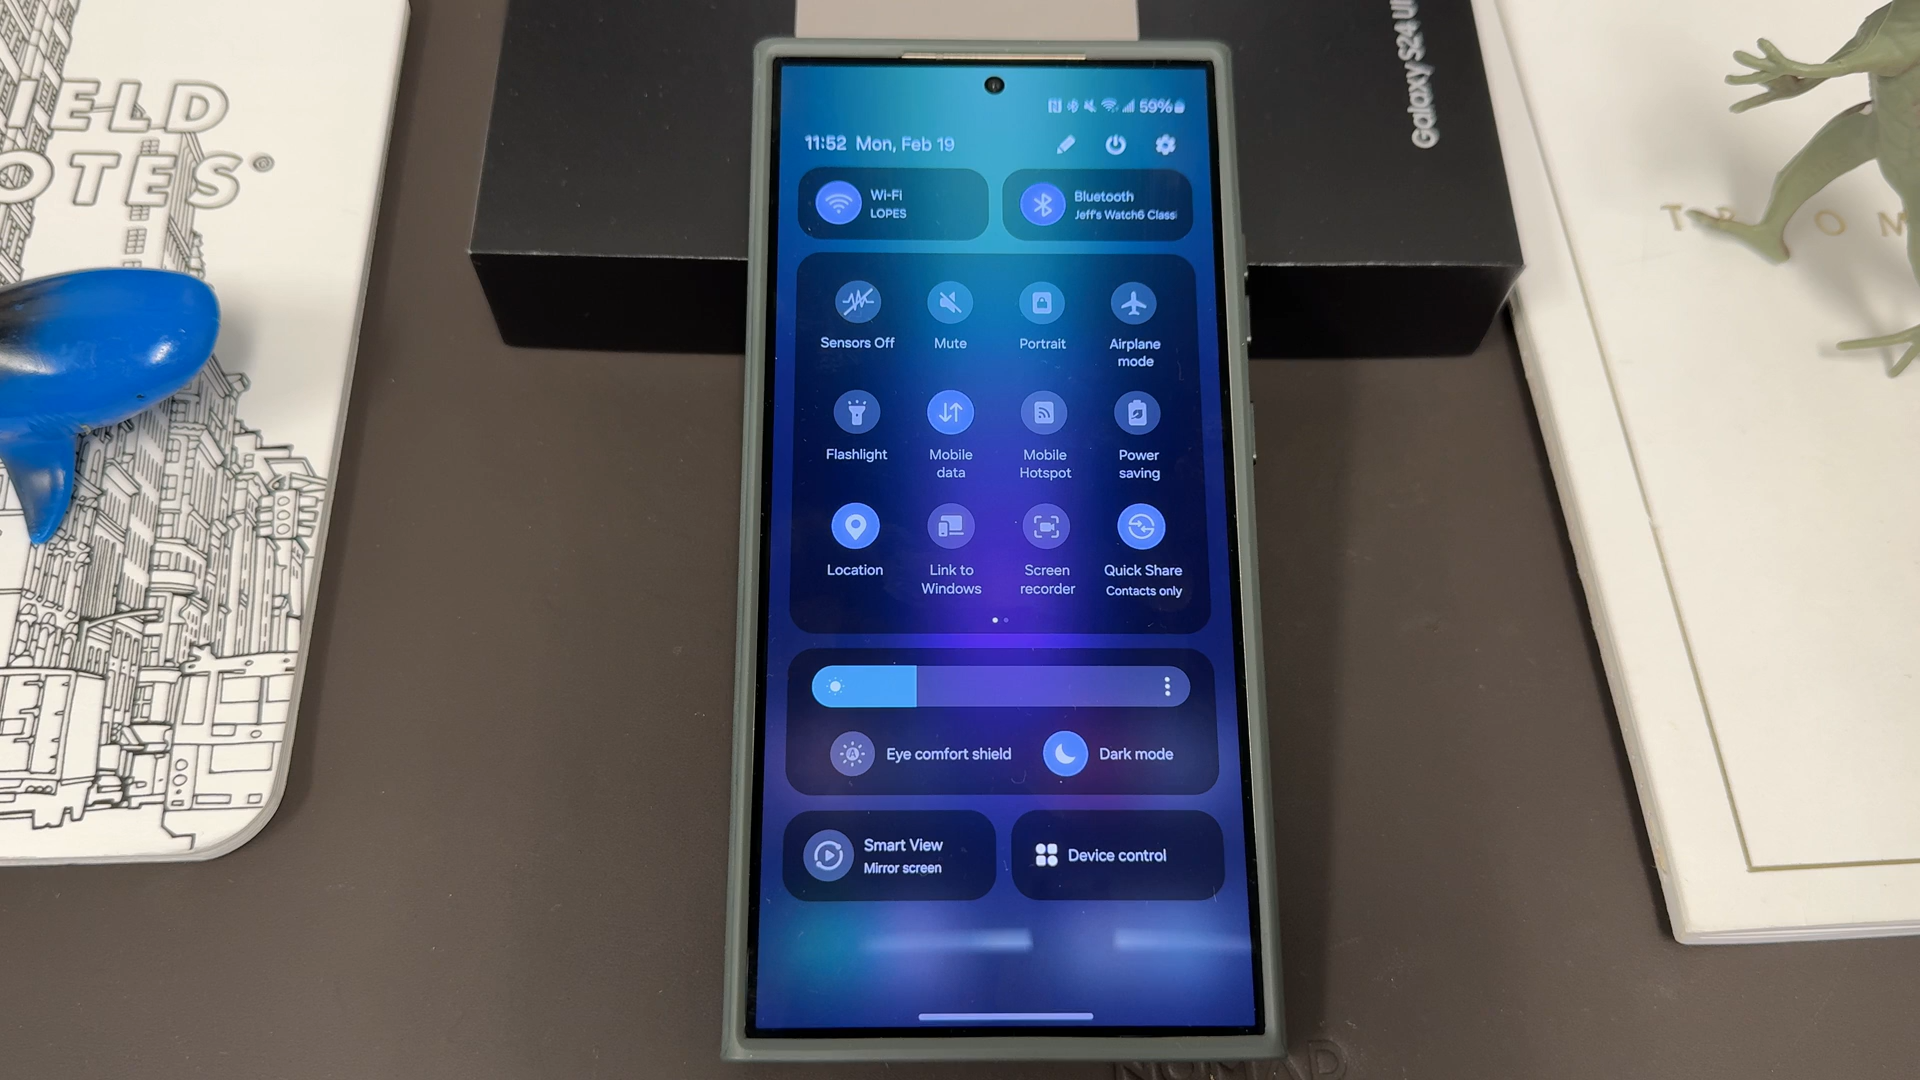 IELD
OTES®
Galaxy S24 Ul
T R O M
59%
11:52 Mon, Feb 19
Wi-Fi
LOPES
Bluetooth
Jeff's Watch6 Classi
Sensors Off
Mute
Portrait
Airplane
mode
Flashlight
Mobile
data
Mobile
Hotspot
Power
saving
Location
Link to
Windows
Screen
recorder
Quick Share
Contacts only
Eye comfort shield
Dark mode
Smart View
Mirror screen
Device control
NOMAD